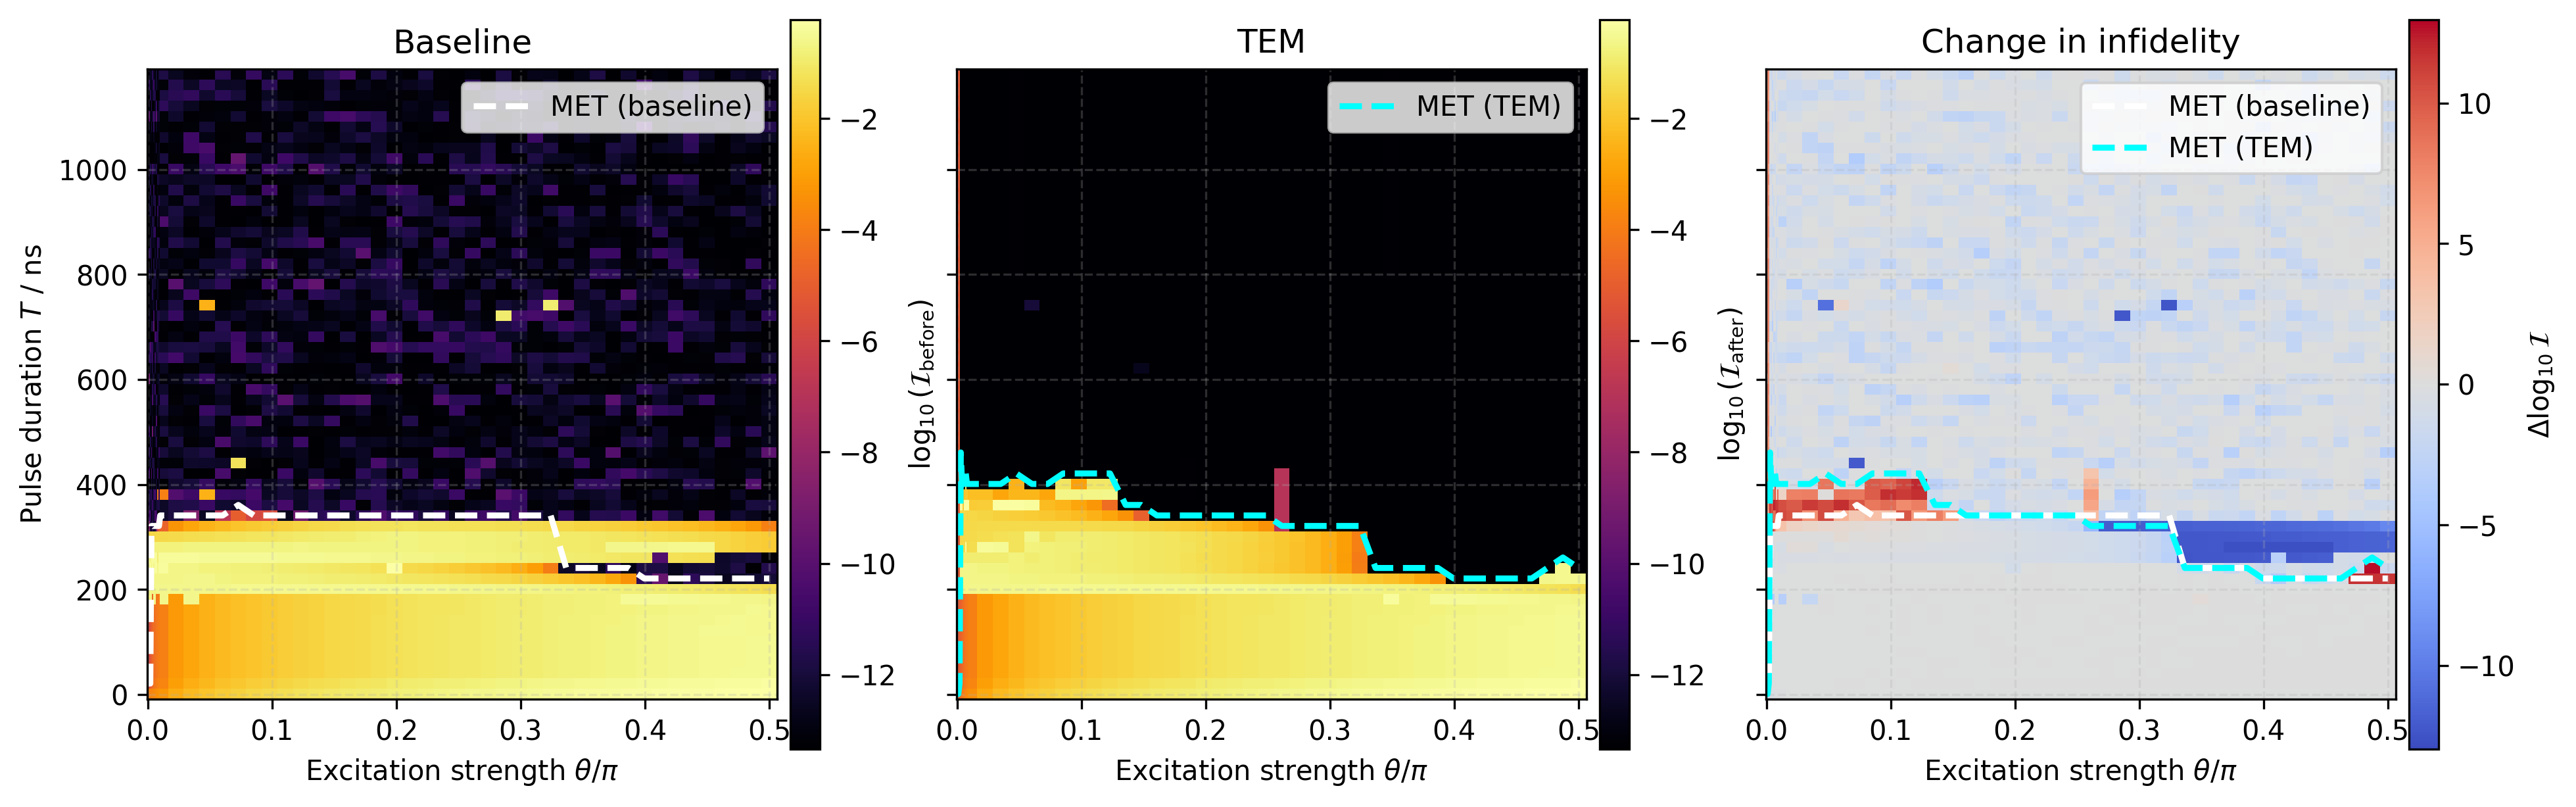 Baseline
MET (baseline)
Pulse duration T / ns
1000
800
600
400
200
0
0.0 0.1 0.2 0.3 0.4 0.5
Excitation strength θ/π
−2
−4
−6
−8
−10
−12
log₁₀(ℐ_before)
TEM
MET (TEM)
0.0 0.1 0.2 0.3 0.4 0.5
Excitation strength θ/π
−2
−4
−6
−8
−10
−12
log₁₀(ℐ_after)
Change in infidelity
MET (baseline)
MET (TEM)
0.0 0.1 0.2 0.3 0.4 0.5
Excitation strength θ/π
10
5
0
−5
−10
Δlog₁₀ ℐ